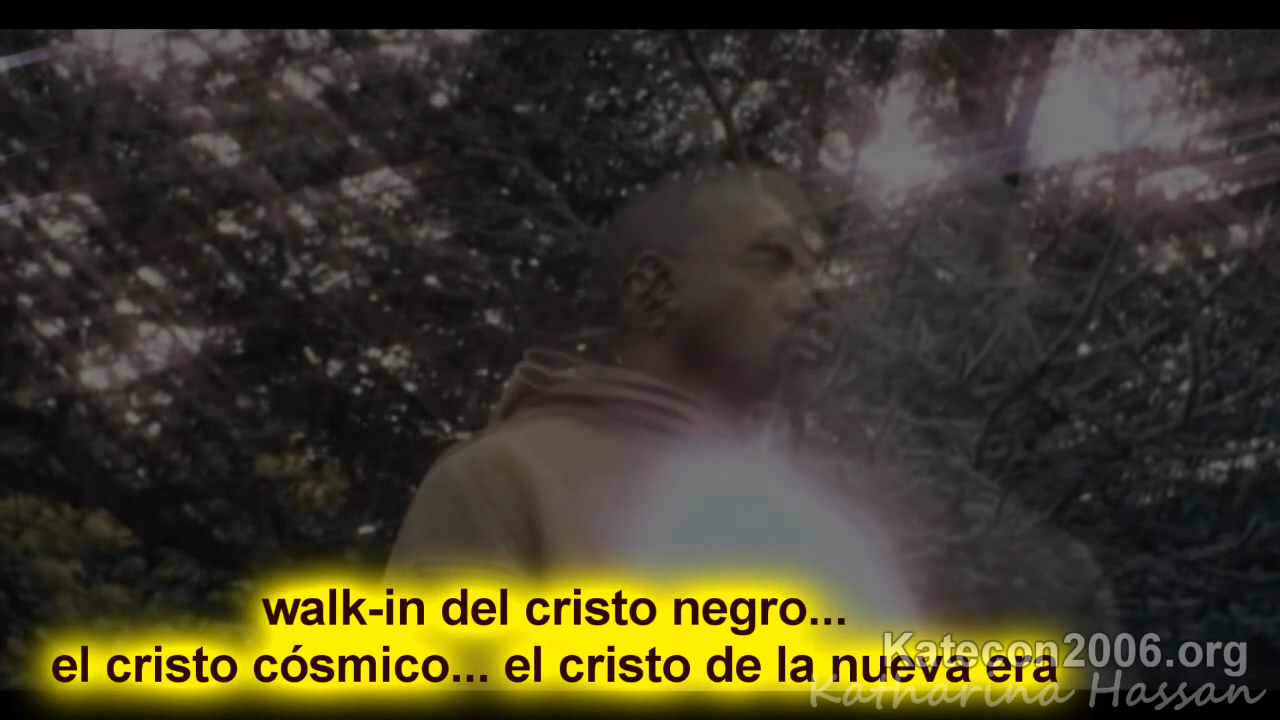 walk-in del cristo negro...
el cristo cósmico... el cristo de la nueva era
Katecon2006.org
Katharina Hassan